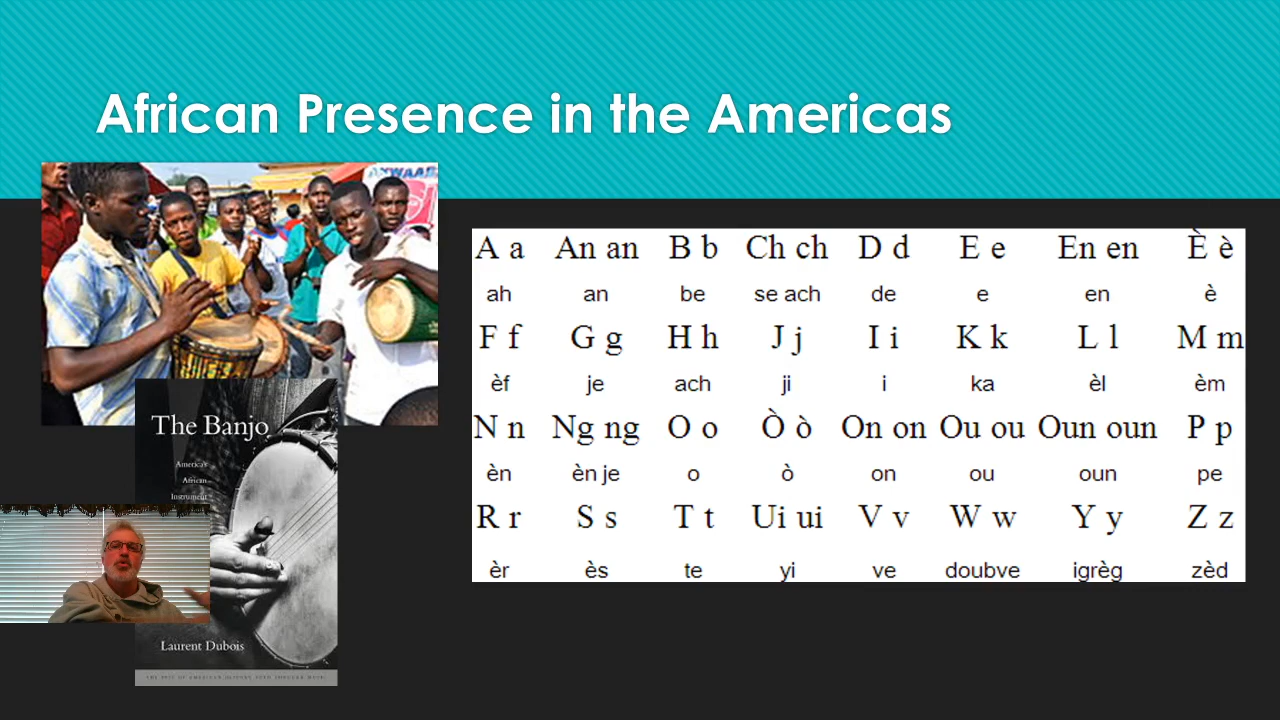 African Presence in the Americas
ANWAAR
The Banjo
America's
African
Instrument
Laurent Dubois
A a An an B b Ch ch D d E e En en È è
ah an be se ach de e en è
F f G g H h J j I i K k L l M m
èf je ach ji i ka èl èm
N n Ng ng O o Ò ò On on Ou ou Oun oun P p
èn èn je o ò on ou oun pe
R r S s T t Ui ui V v W w Y y Z z
èr ès te yi ve doubve igrèg zèd